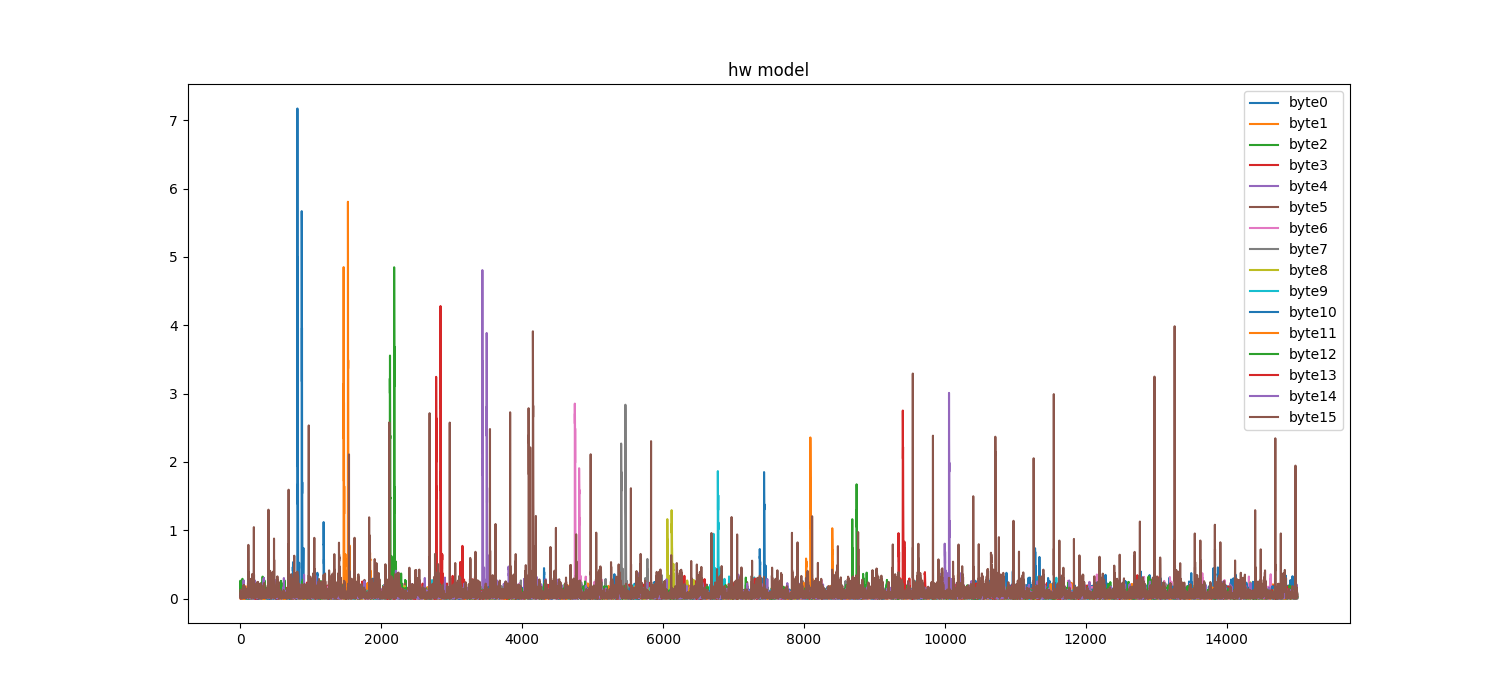 hw model
7
6
5
4
3
2
1
0
0 2000 4000 6000 8000 10000 12000 14000
byte0
byte1
byte2
byte3
byte4
byte5
byte6
byte7
byte8
byte9
byte10
byte11
byte12
byte13
byte14
byte15